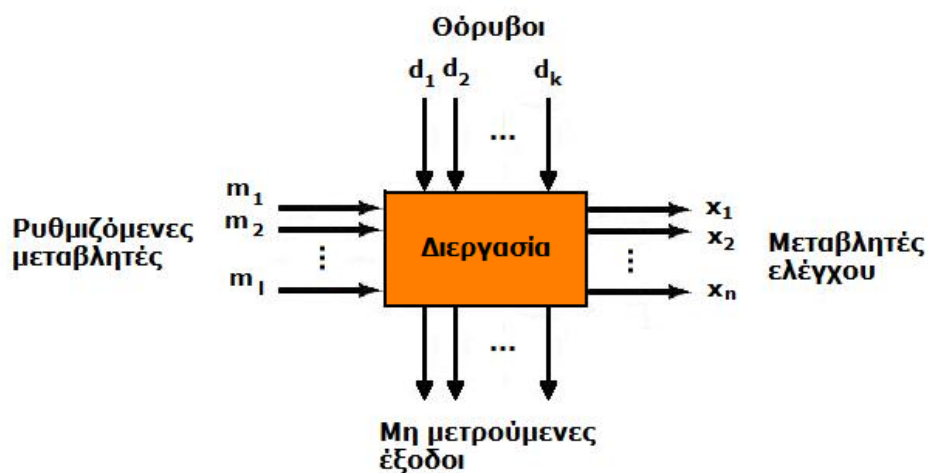 Θόρυβοι
d1 d2 dk
...
m1
m2
ml
Ρυθμιζόμενες
μεταβλητές
Διεργασία
x1
x2
xn
Μεταβλητές
ελέγχου
...
Μη μετρούμενες
έξοδοι